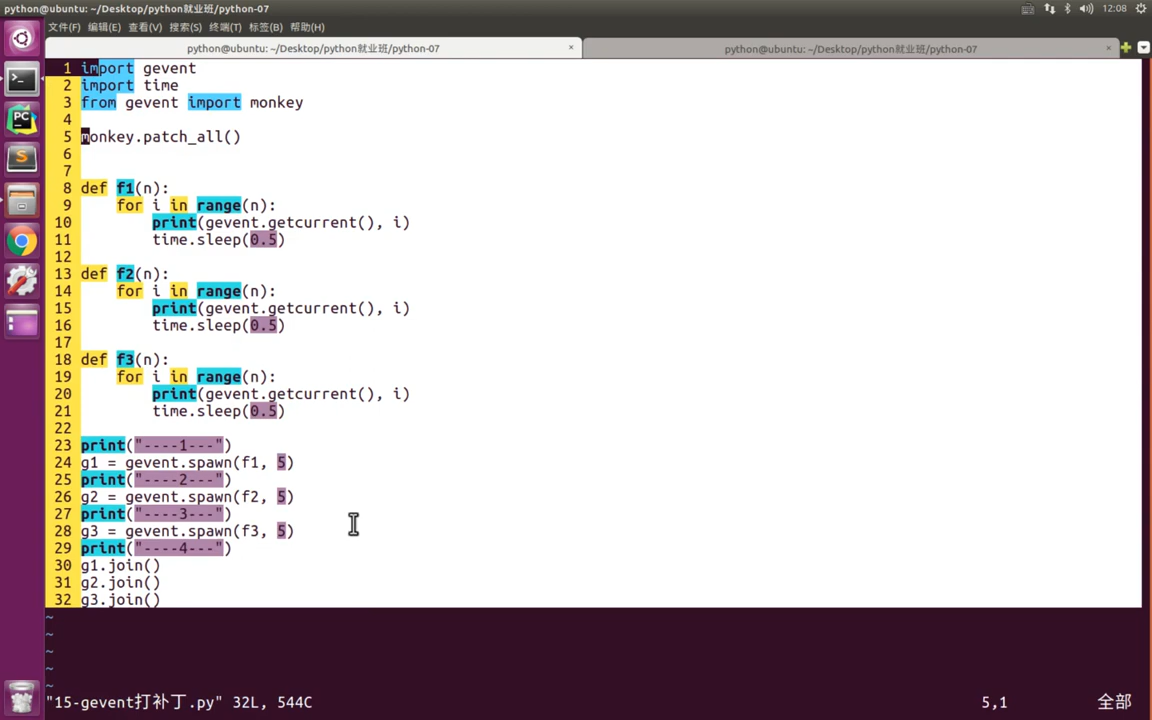 python@ubuntu: ~/Desktop/python就业班/python-07
12:08
文件(F) 编辑(E) 查看(V) 搜索(S) 终端(T) 标签(B) 帮助(H)
python@ubuntu: ~/Desktop/python就业班/python-07 × python@ubuntu: ~/Desktop/python就业班/python-07 ×
1 import gevent
2 import time
3 from gevent import monkey
4
5 monkey.patch_all()
6
7
8 def f1(n):
9     for i in range(n):
10         print(gevent.getcurrent(), i)
11         time.sleep(0.5)
12
13 def f2(n):
14     for i in range(n):
15         print(gevent.getcurrent(), i)
16         time.sleep(0.5)
17
18 def f3(n):
19     for i in range(n):
20         print(gevent.getcurrent(), i)
21         time.sleep(0.5)
22
23 print("----1---")
24 g1 = gevent.spawn(f1, 5)
25 print("----2---")
26 g2 = gevent.spawn(f2, 5)
27 print("----3---")
28 g3 = gevent.spawn(f3, 5)
29 print("----4---")
30 g1.join()
31 g2.join()
32 g3.join()
~
~
~
~
~
"15-gevent打补丁.py" 32L, 544C 5,1 全部